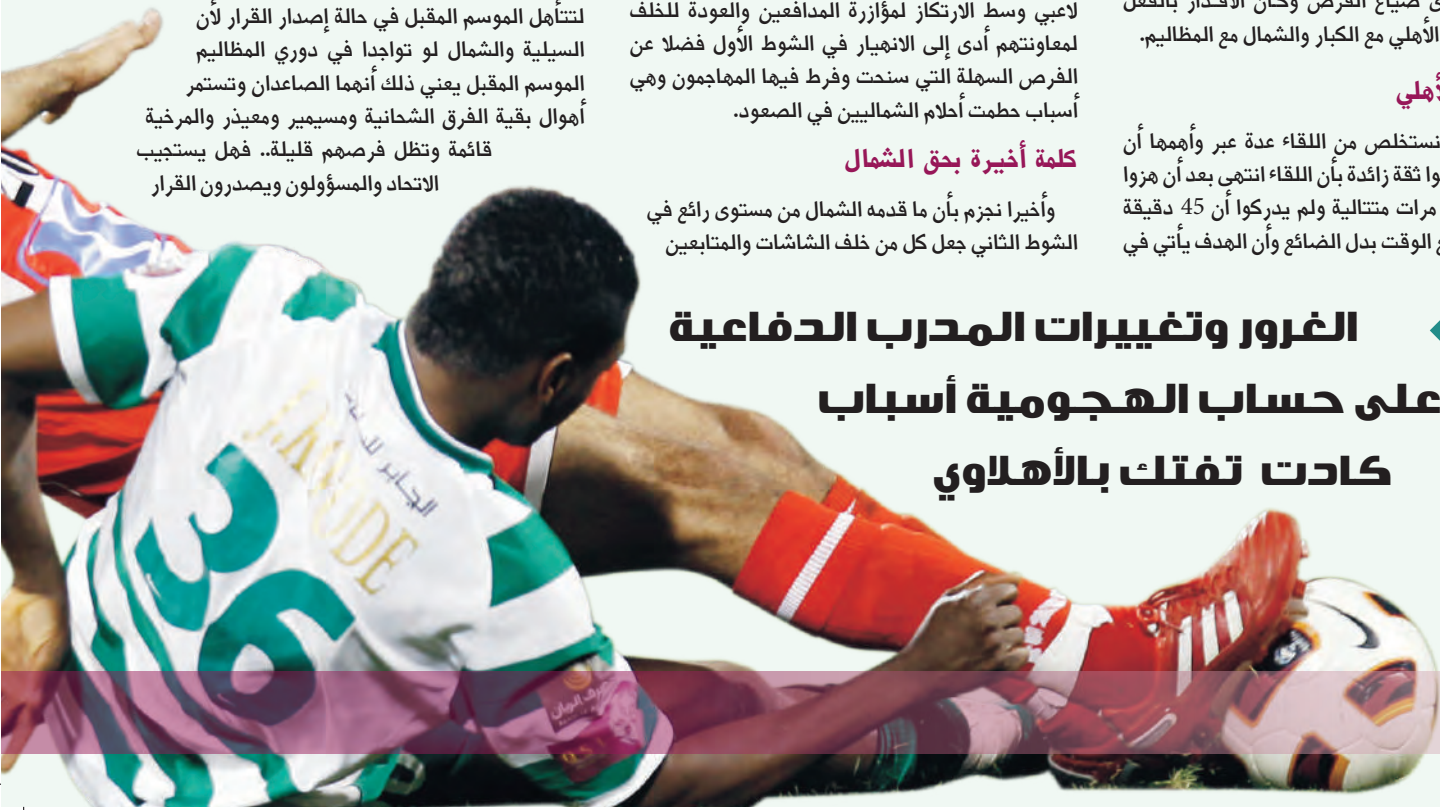 ضياع الفرص وكان الأقدار بالفعل
الأهلي مع الكبار والشمال مع المظاليم.
نستخلص من اللقاء عدة عبر وأهمها أن
ثقة زائدة بأن اللقاء انتهى بعد أن هزوا
مرات متتالية ولم يدركوا أن 45 دقيقة
الوقت بدل الضائع وأن الهدف يأتي في
لاعبي وسط الارتكاز لمؤازرة المدافعين والعودة للخلف
لمعاونتهم أدى إلى الانهيار في الشوط الأول فضلا عن
الفرص السهلة التي سنحت وفرط فيها المهاجمون وهي
أسباب حطمت أحلام الشماليين في الصعود.
كلمة أخيرة بحق الشمال
وأخيرا نجزم بأن ما قدمه الشمال من مستوى رائع في
الشوط الثاني جعل كل من خلف الشاشات والمتابعين
لتتأهل الموسم المقبل في حالة إصدار القرار لأن
السيلية والشمال لو تواجدا في دوري المظاليم
الموسم المقبل يعني ذلك أنهما الصاعدان وتستمر
أهوال بقية الفرق الشحانية ومسيمير ومعيذر والمرخية
قائمة وتظل فرصهم قليلة.. فهل يستجيب
الاتحاد والمسؤولون ويصدرون القرار
الغرور وتغييرات المدرب الدفاعية
على حساب الهجومية أسباب
كادت تفتك بالأهلاوي
36